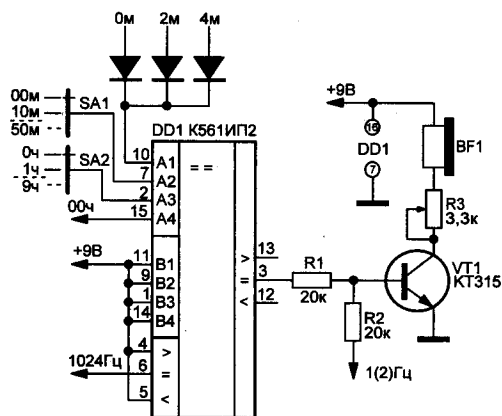 0м 2м 4м
00м
10м
50м
SA1
0ч
1ч
9ч
SA2
00ч
+9В
1024Гц
DD1 К561ИП2
10 A1
7 A2
2 A3
15 A4
= =
11 B1
9 B2
1 B3
14 B4
4 >
6 =
5 <
> 13
= 3
< 12
R1
20к
R2
20к
1(2)Гц
+9В
16
DD1
7
BF1
R3
3,3к
VT1
КТ315